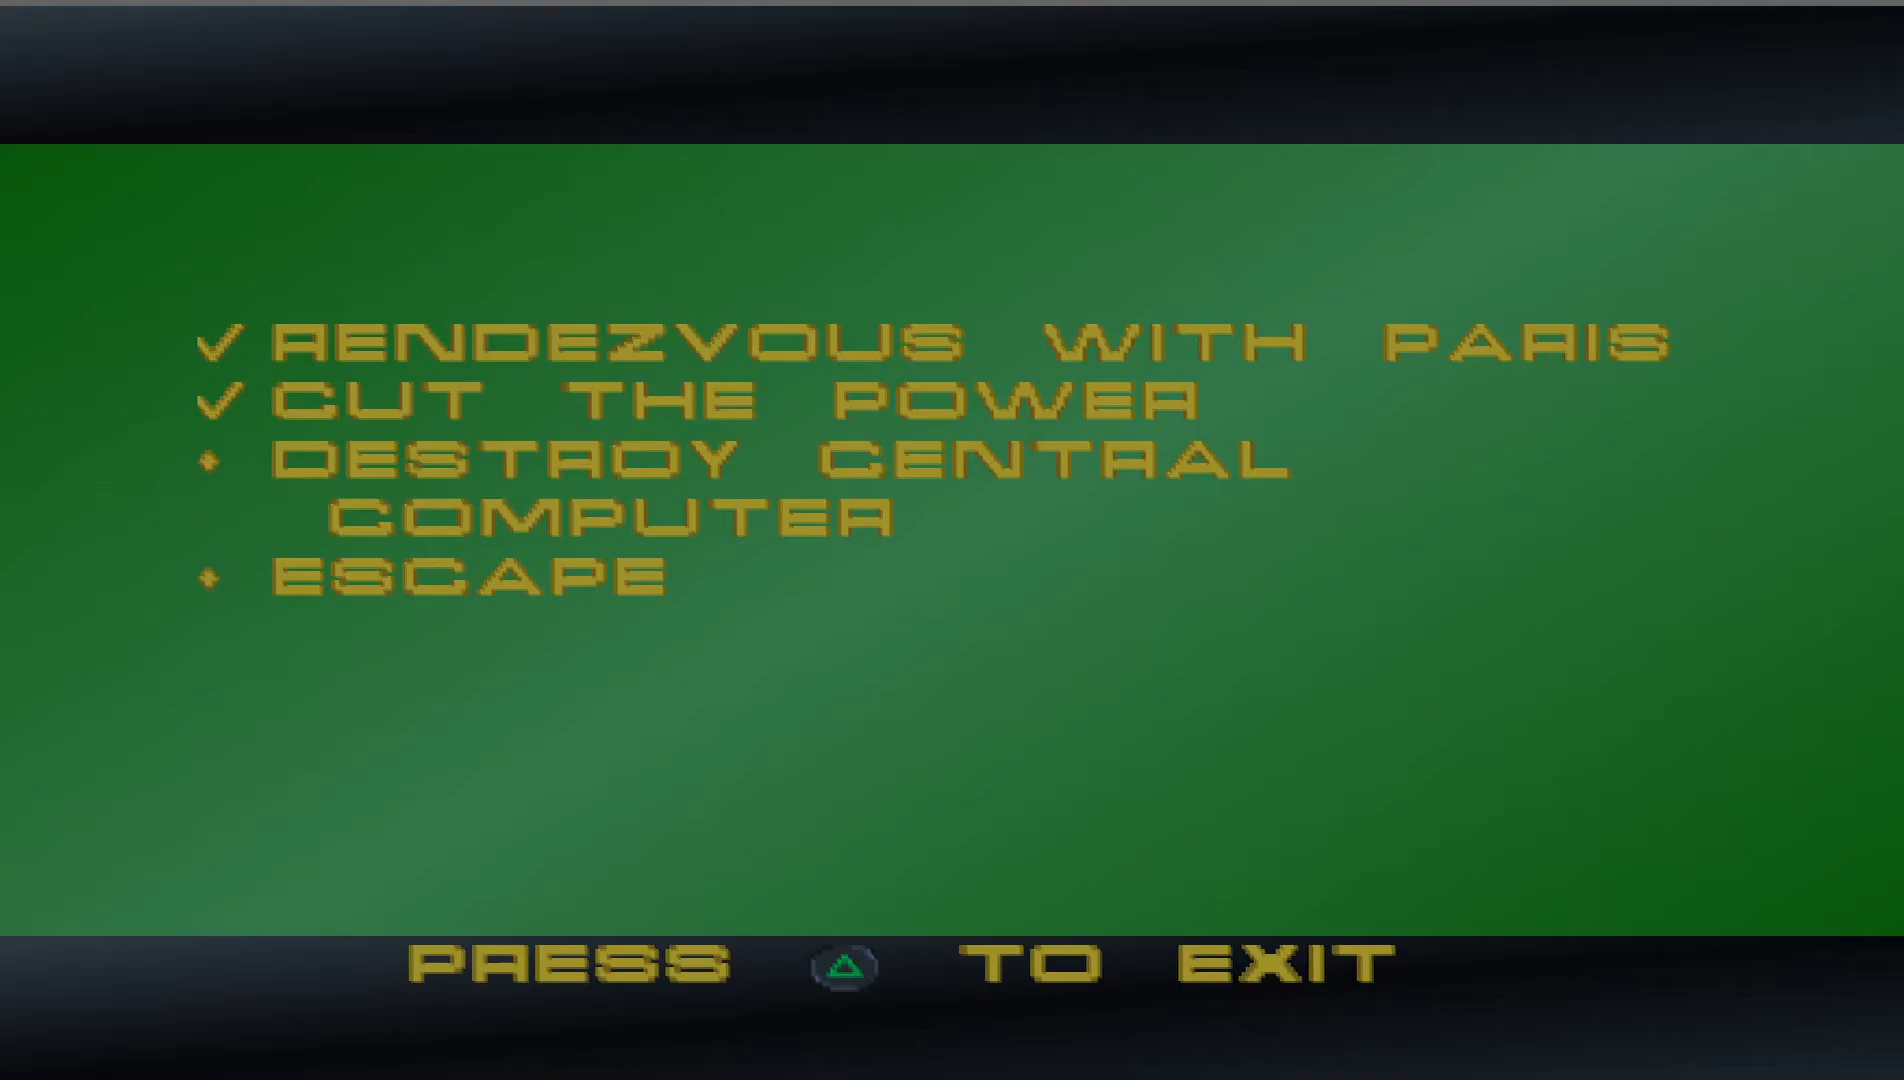 ✓ RENDEZVOUS WITH PARIS
✓ CUT THE POWER
• DESTROY CENTRAL
COMPUTER
• ESCAPE
PRESS △ TO EXIT